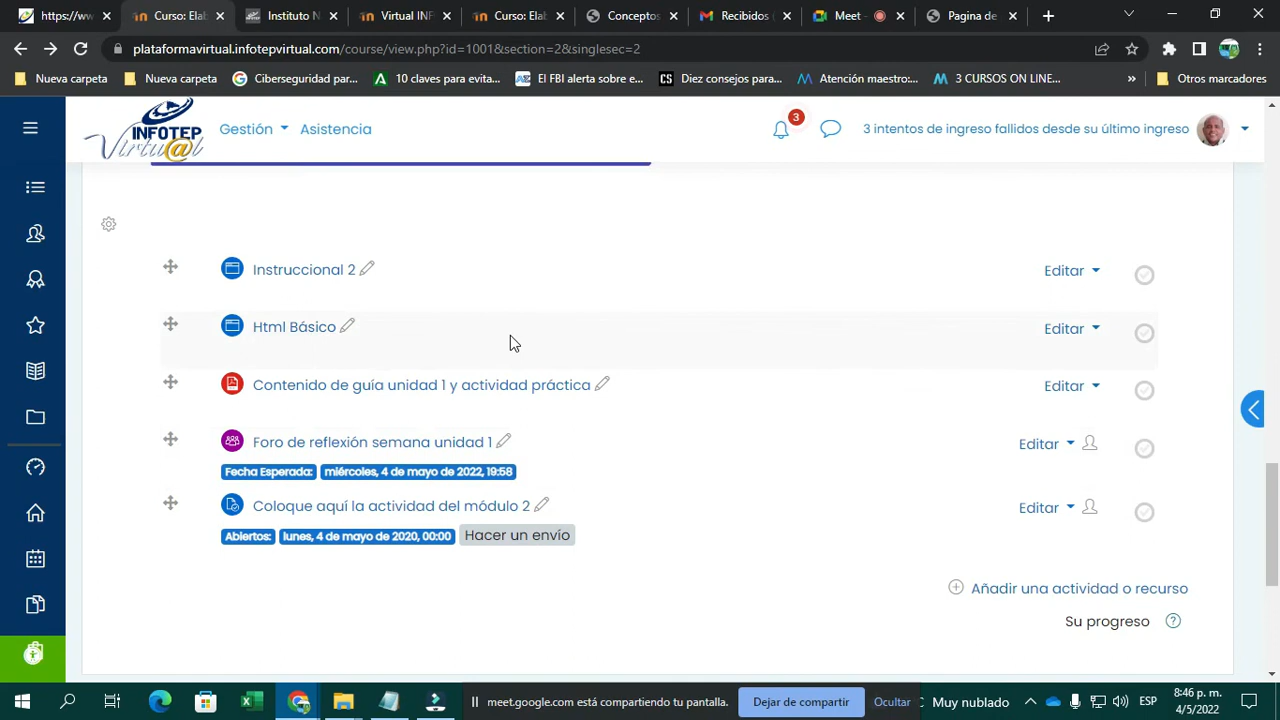 https://ww
Curso: Elab
Instituto N
Virtual INF
Curso: Elab
Conceptos
Recibidos (
Meet -
Pagina de
plataformavirtual.infotepvirtual.com/course/view.php?id=1001&section=2&singlesec=2
Nueva carpeta
Nueva carpeta
Ciberseguridad par...
10 claves para evita...
El FBI alerta sobre e...
Diez consejos para...
Atención maestro:...
3 CURSOS ON LINE...
»
Otros marcadores
INFOTEP
Virtu@l
Gestión
Asistencia
3
3 intentos de ingreso fallidos desde su último ingreso
Instruccional 2
Editar
Html Básico
Editar
Contenido de guía unidad 1 y actividad práctica
Editar
Foro de reflexión semana unidad 1
Editar
Fecha Esperada: miércoles, 4 de mayo de 2022, 19:58
Coloque aquí la actividad del módulo 2
Editar
Abiertos: lunes, 4 de mayo de 2020, 00:00 Hacer un envío
Añadir una actividad o recurso
Su progreso
meet.google.com está compartiendo tu pantalla.
Dejar de compartir
Ocultar
Muy nublado
ESP
8:46 p. m.
4/5/2022